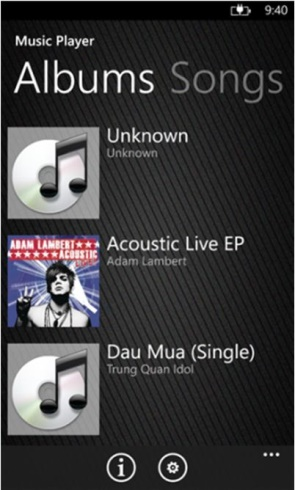 9:40
Music Player
Albums Songs
Unknown
Unknown
ADAM LAMBERT
ACOUSTIC
Acoustic Live EP
Adam Lambert
Dau Mua (Single)
Trung Quan Idol